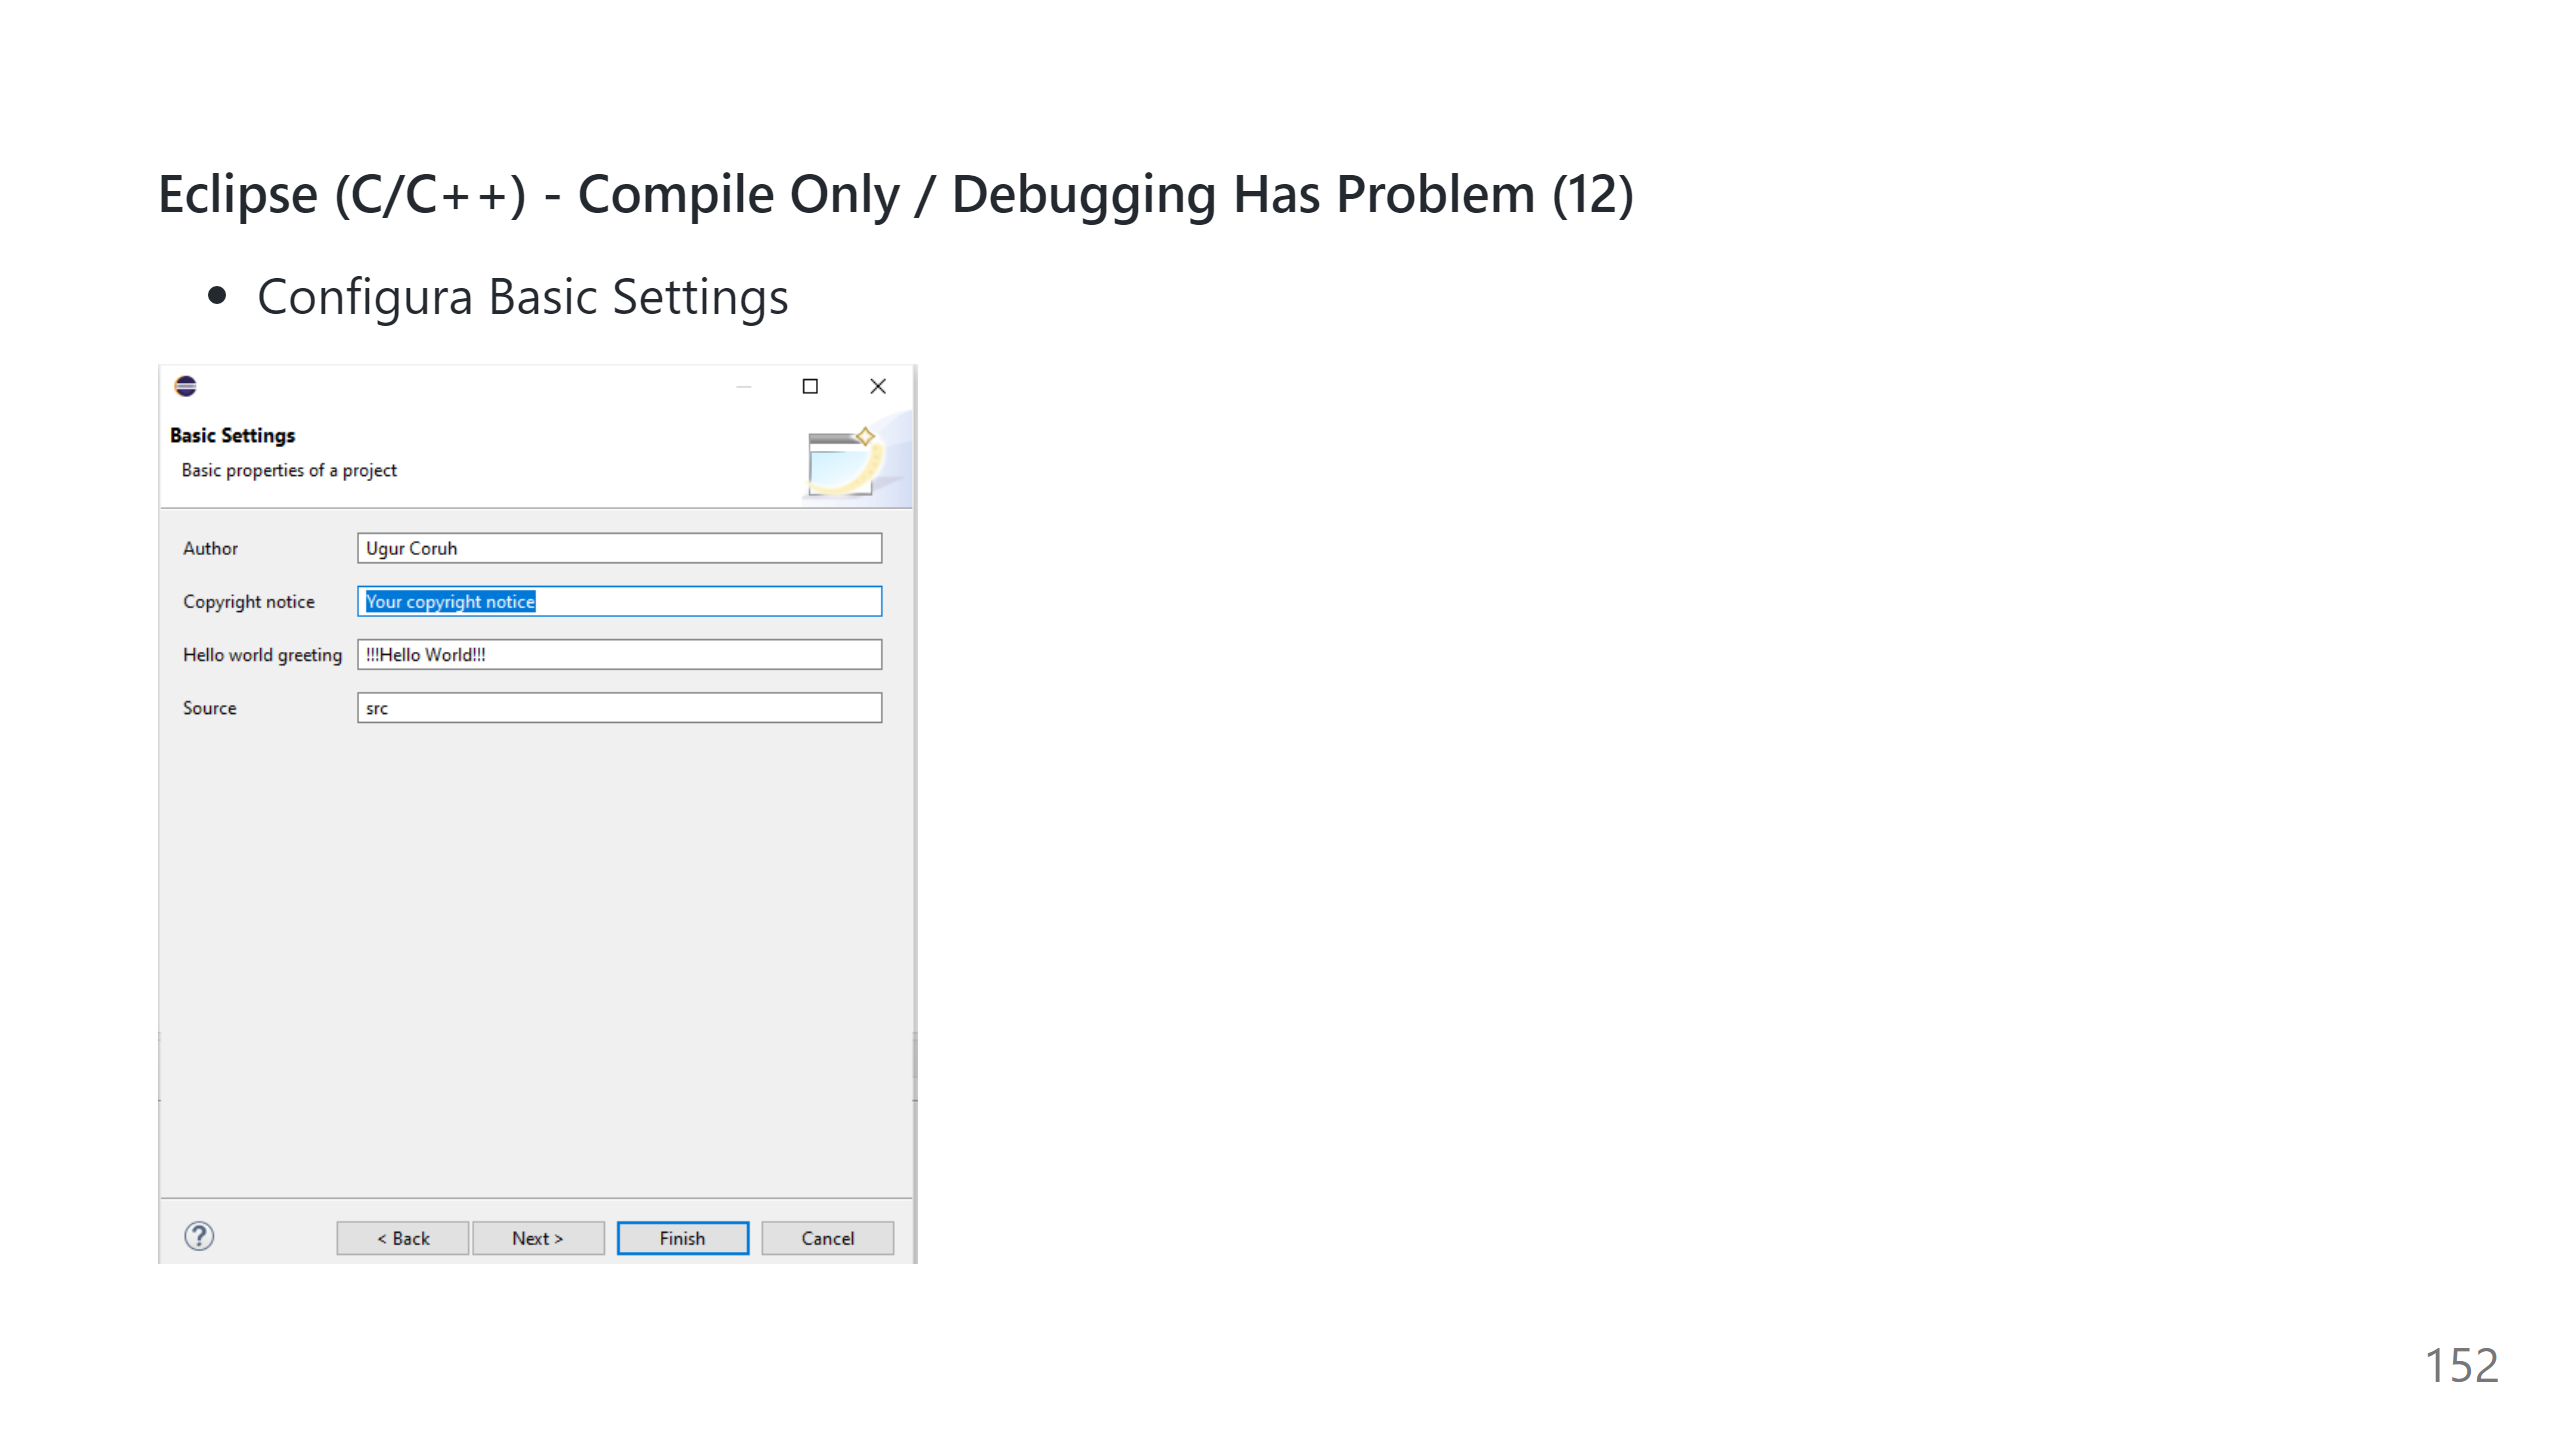 Eclipse (C/C++) - Compile Only / Debugging Has Problem (12)
• Configura Basic Settings
Basic Settings
Basic properties of a project
Author Ugur Coruh
Copyright notice Your copyright notice
Hello world greeting !!!Hello World!!!
Source src
? < Back Next > Finish Cancel
152